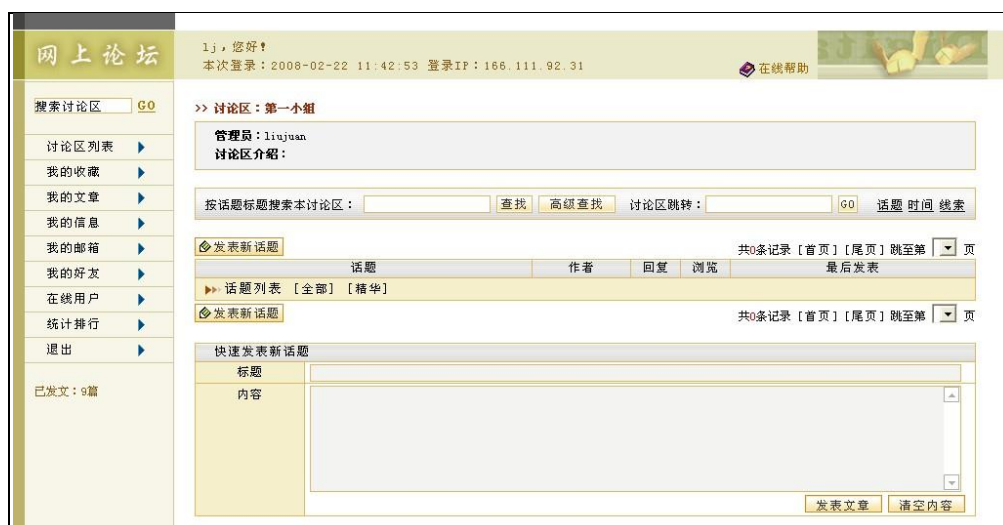 网上论坛
lj，您好！
本次登录：2008-02-22 11:42:53 登录IP：166.111.92.31
在线帮助
搜索讨论区 GO
讨论区列表
我的收藏
我的文章
我的信息
我的邮箱
我的好友
在线用户
统计排行
退出
已发文：9篇
>> 讨论区：第一小组
管理员：liujuan
讨论区介绍：
按话题标题搜索本讨论区： 查找 高级查找 讨论区跳转： GO 话题 时间 线索
发表新话题 共0条记录 [首页] [尾页] 跳至第 页
话题 作者 回复 浏览 最后发表
话题列表 [全部] [精华]
发表新话题 共0条记录 [首页] [尾页] 跳至第 页
快速发表新话题
标题
内容
发表文章 清空内容